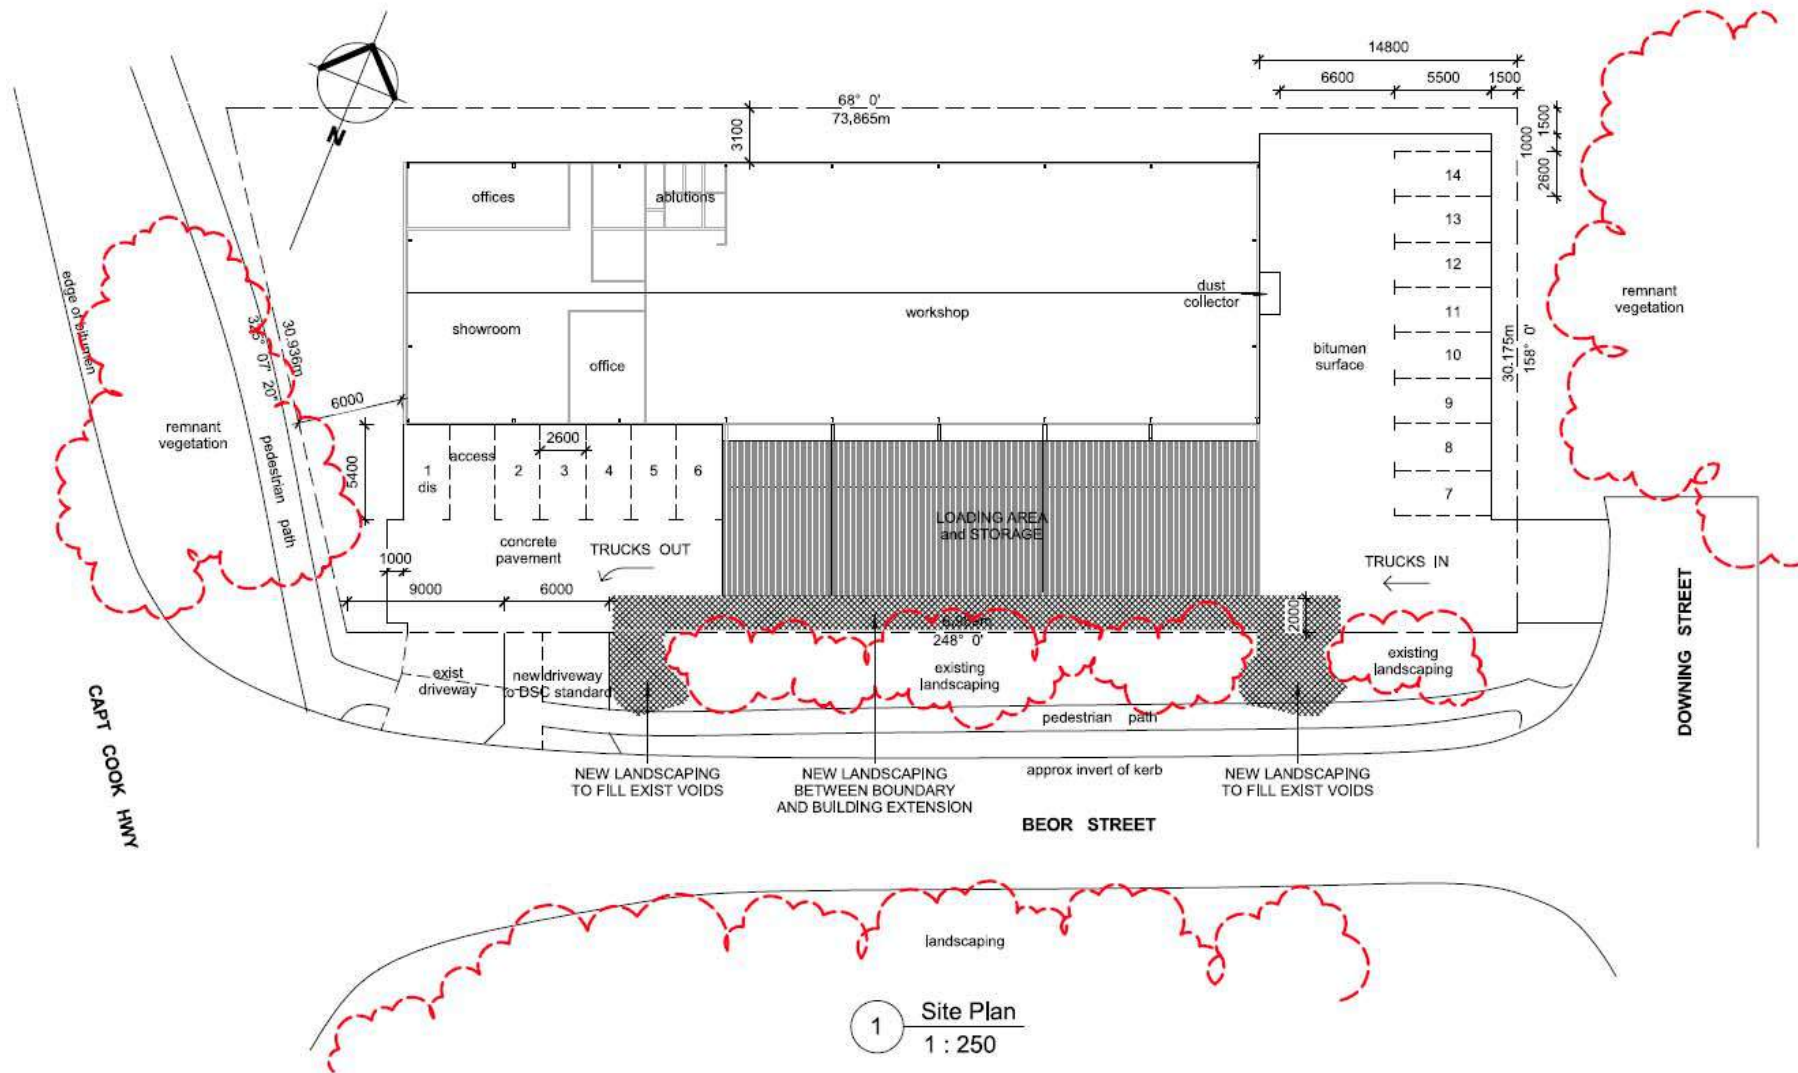 14800
6600
5500
1500
68° 0'
73,865m
3100
1500
1000
2600
N
offices
ablutions
14
13
12
11
10
9
8
7
dust
collector
workshop
showroom
office
bitumen
surface
30.175m
158° 0'
remnant
vegetation
edge of bitumen
30.936m
07' 20"
6000
remnant
vegetation
pedestrian path
5400
1
dis
access
2
2600
3
4
5
6
LOADING AREA
and STORAGE
concrete
pavement
TRUCKS OUT
TRUCKS IN
1000
9000
6000
2000
248° 0'
existing
landscaping
existing
landscaping
exist
driveway
new driveway
to DSC standard
pedestrian path
approx invert of kerb
NEW LANDSCAPING
TO FILL EXIST VOIDS
NEW LANDSCAPING
BETWEEN BOUNDARY
AND BUILDING EXTENSION
NEW LANDSCAPING
TO FILL EXIST VOIDS
CAPT COOK HWY
BEOR STREET
DOWNING STREET
landscaping
1
Site Plan
1 : 250